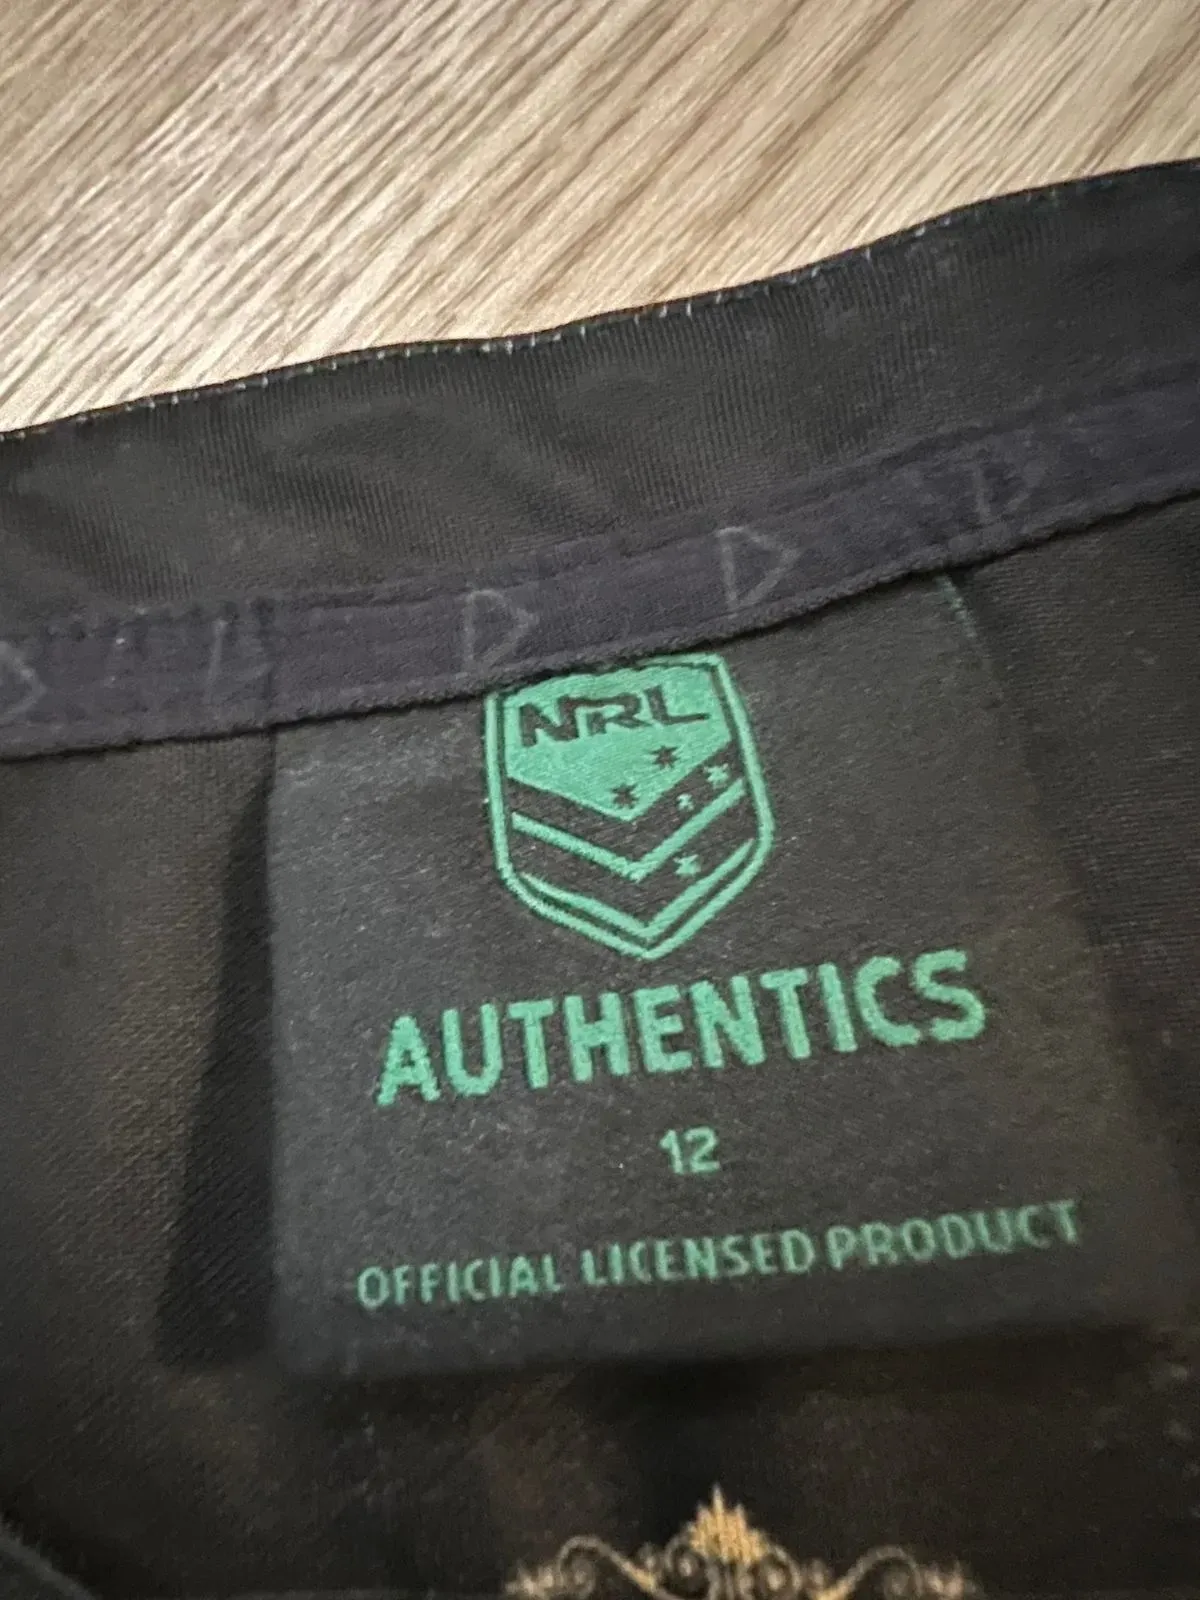 NRL
AUTHENTICS
12
OFFICIAL LICENSED PRODUCT